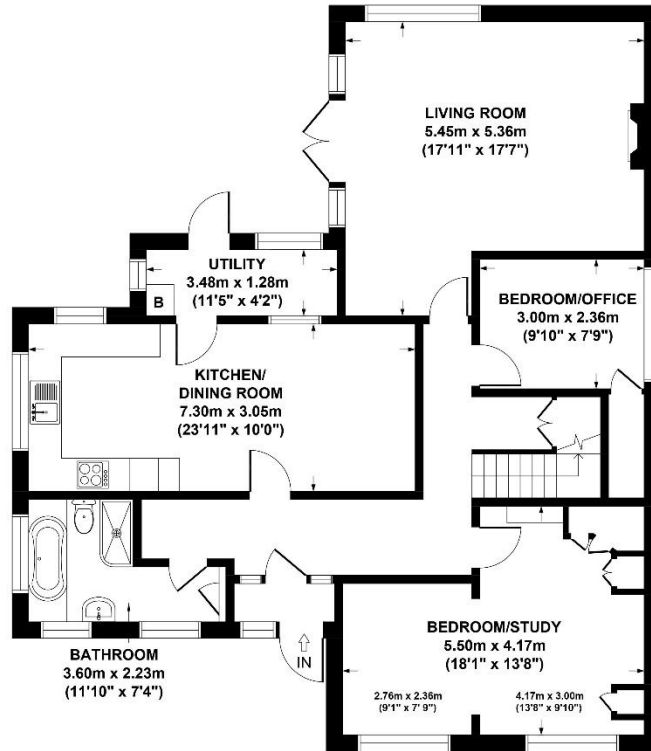 LIVING ROOM
5.45m x 5.36m
(17'11" x 17'7")
UTILITY
3.48m x 1.28m
(11'5" x 4'2")
B
BEDROOM/OFFICE
3.00m x 2.36m
(9'10" x 7'9")
KITCHEN/
DINING ROOM
7.30m x 3.05m
(23'11" x 10'0")
BEDROOM/STUDY
5.50m x 4.17m
(18'1" x 13'8")
2.76m x 2.36m
(9'1" x 7' 9")
4.17m x 3.00m
(13'8" x 9'10")
IN
BATHROOM
3.60m x 2.23m
(11'10" x 7'4")